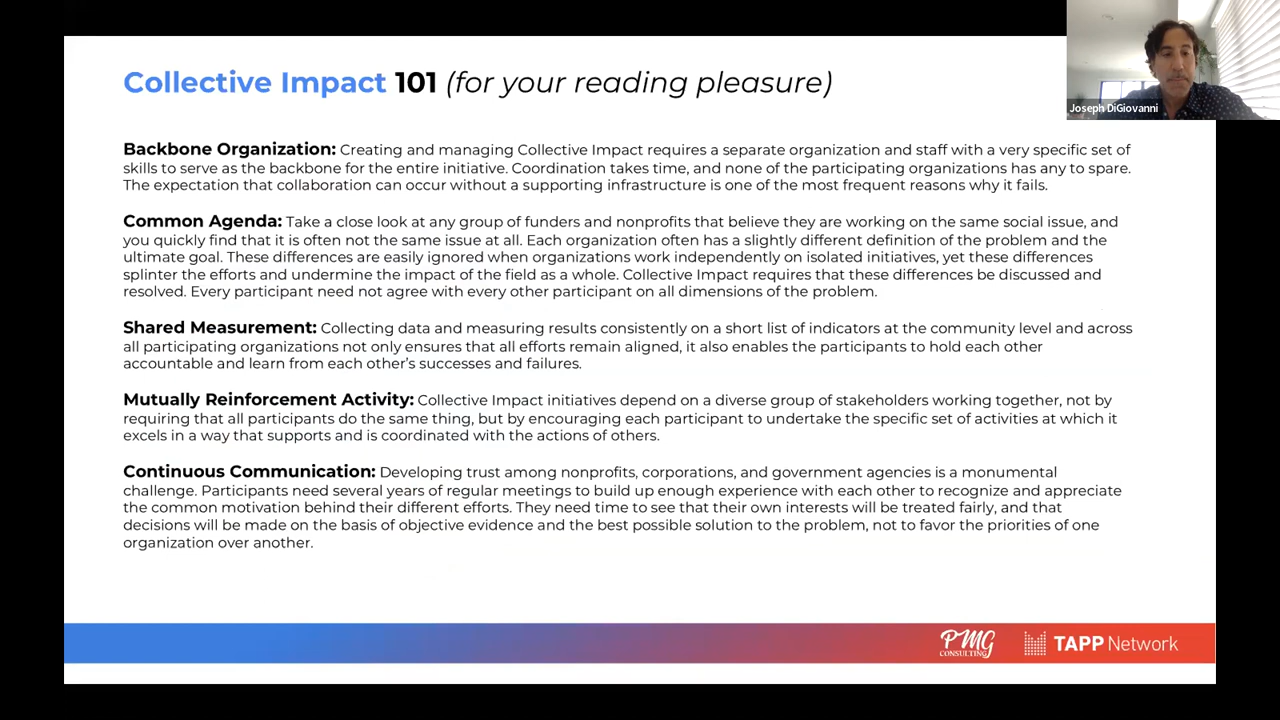 Collective Impact 101 (for your reading pleasure)
Joseph DiGiovanni
Backbone Organization: Creating and managing Collective Impact requires a separate organization and staff with a very specific set of
skills to serve as the backbone for the entire initiative. Coordination takes time, and none of the participating organizations has any to spare.
The expectation that collaboration can occur without a supporting infrastructure is one of the most frequent reasons why it fails.
Common Agenda: Take a close look at any group of funders and nonprofits that believe they are working on the same social issue, and
you quickly find that it is often not the same issue at all. Each organization often has a slightly different definition of the problem and the
ultimate goal. These differences are easily ignored when organizations work independently on isolated initiatives, yet these differences
splinter the efforts and undermine the impact of the field as a whole. Collective Impact requires that these differences be discussed and
resolved. Every participant need not agree with every other participant on all dimensions of the problem.
Shared Measurement: Collecting data and measuring results consistently on a short list of indicators at the community level and across
all participating organizations not only ensures that all efforts remain aligned, it also enables the participants to hold each other
accountable and learn from each other’s successes and failures.
Mutually Reinforcement Activity: Collective Impact initiatives depend on a diverse group of stakeholders working together, not by
requiring that all participants do the same thing, but by encouraging each participant to undertake the specific set of activities at which it
excels in a way that supports and is coordinated with the actions of others.
Continuous Communication: Developing trust among nonprofits, corporations, and government agencies is a monumental
challenge. Participants need several years of regular meetings to build up enough experience with each other to recognize and appreciate
the common motivation behind their different efforts. They need time to see that their own interests will be treated fairly, and that
decisions will be made on the basis of objective evidence and the best possible solution to the problem, not to favor the priorities of one
organization over another.
PMG
CONSULTING
TAPP Network